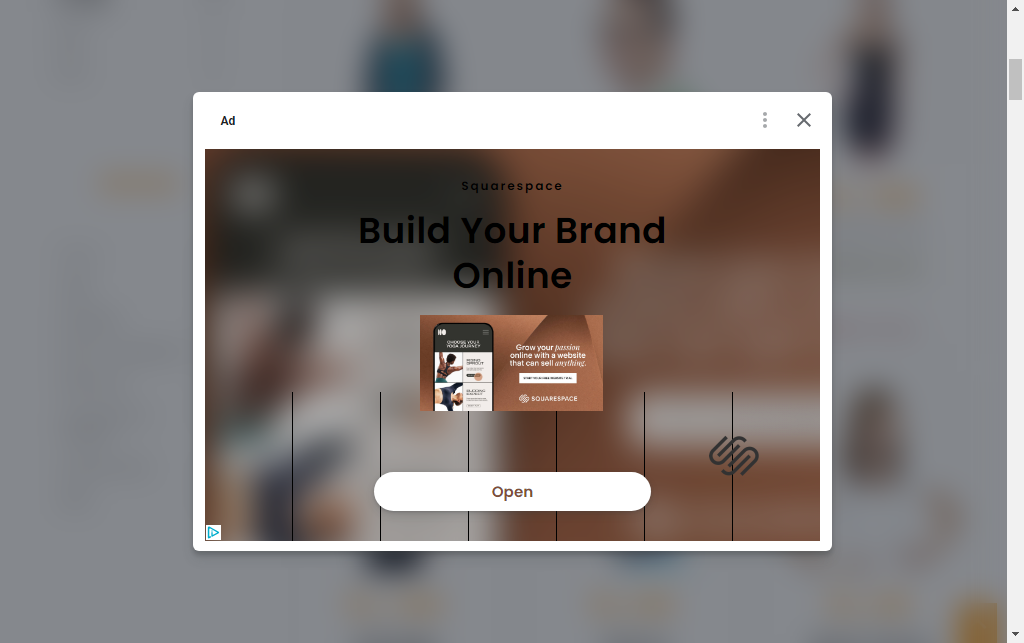 Ad
Squarespace
Build Your Brand
Online
CHOOSE YOUR
YOGA JOURNEY
Grow your passion
online with a website
that can sell anything.
SQUARESPACE
Open